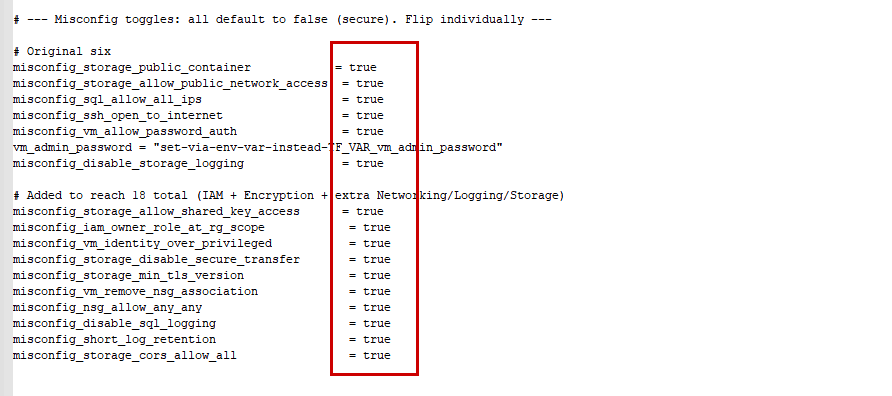 # --- Misconfig toggles: all default to false (secure). Flip individually ---
# Original six
misconfig_storage_public_container = true
misconfig_storage_allow_public_network_access = true
misconfig_sql_allow_all_ips = true
misconfig_ssh_open_to_internet = true
misconfig_vm_allow_password_auth = true
vm_admin_password = "set-via-env-var-instead-TF_VAR_vm_admin_password"
misconfig_disable_storage_logging = true
# Added to reach 18 total (IAM + Encryption + extra Networking/Logging/Storage)
misconfig_storage_allow_shared_key_access = true
misconfig_iam_owner_role_at_rg_scope = true
misconfig_vm_identity_over_privileged = true
misconfig_storage_disable_secure_transfer = true
misconfig_storage_min_tls_version = true
misconfig_vm_remove_nsg_association = true
misconfig_nsg_allow_any_any = true
misconfig_disable_sql_logging = true
misconfig_short_log_retention = true
misconfig_storage_cors_allow_all = true